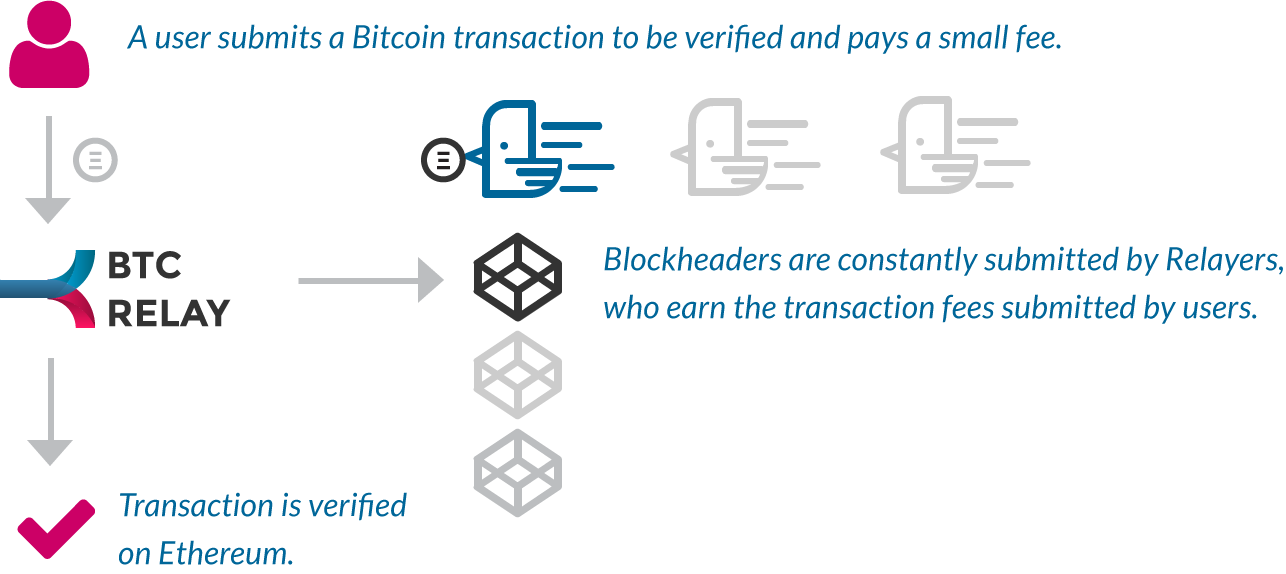 A user submits a Bitcoin transaction to be verified and pays a small fee.
BTC
RELAY
Blockheaders are constantly submitted by Relayers,
who earn the transaction fees submitted by users.
Transaction is verified
on Ethereum.